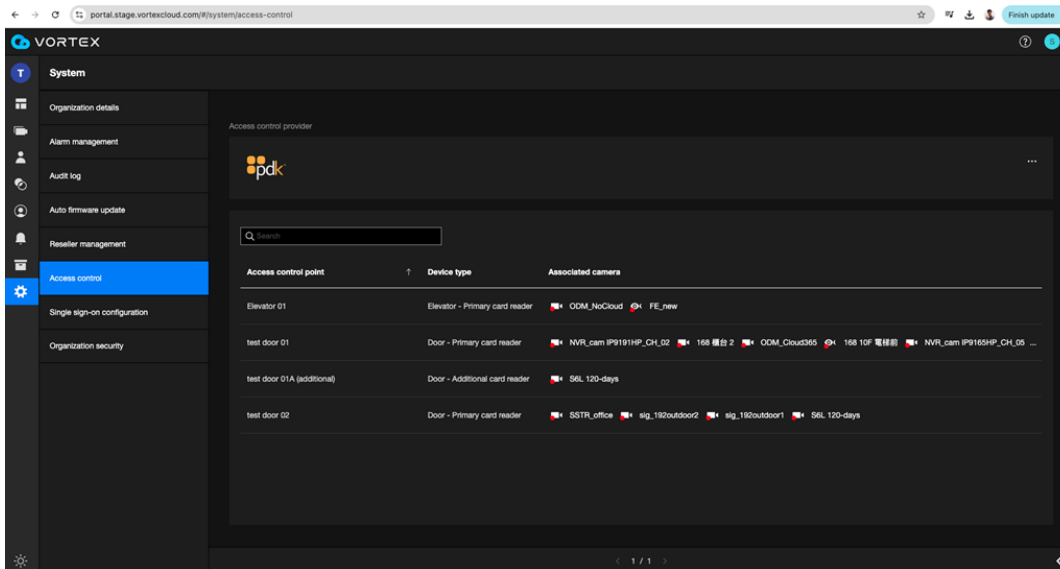 portal.stage.vortexcloud.com/#/system/access-control
Finish update
VORTEX
S
T
System
Organization details
Alarm management
Audit log
Auto firmware update
Reseller management
Access control
Single sign-on configuration
Organization security
Access control provider
pdk
Search
Access control point ↑ Device type Associated camera
Elevator 01 Elevator - Primary card reader ODM_NoCloud FE_new
test door 01 Door - Primary card reader NVR_cam IP9191HP_CH_02 168 櫃台 2 ODM_Cloud365 168 10F 電梯前 NVR_cam IP9165HP_CH_05 ...
test door 01A (additional) Door - Additional card reader S6L 120-days
test door 02 Door - Primary card reader SSTR_office sig_192outdoor2 sig_192outdoor1 S6L 120-days
1 / 1